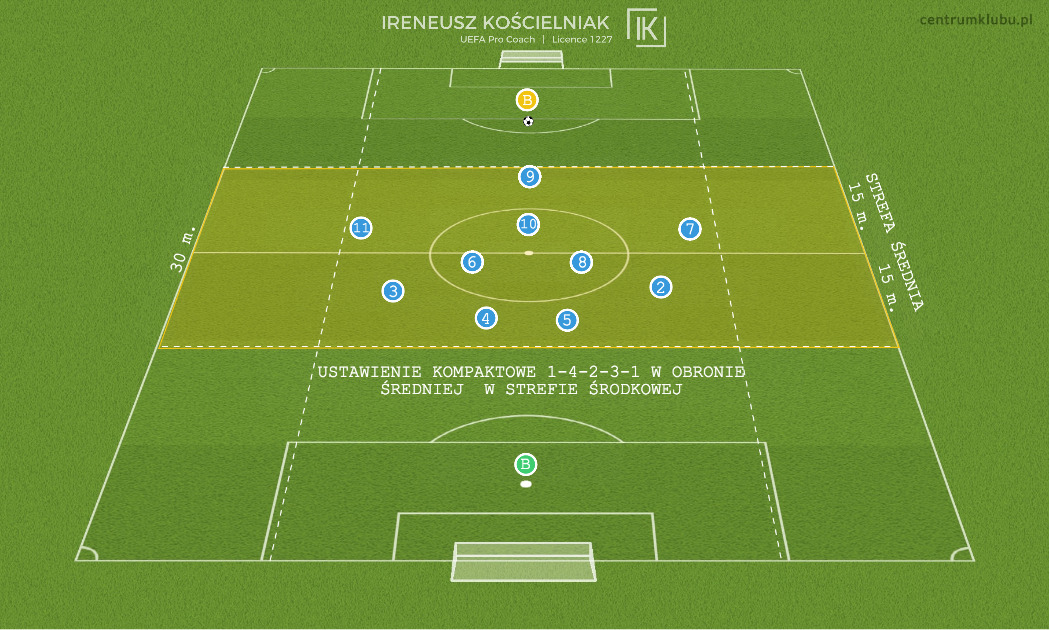 IRENEUSZ KOŚCIELNIAK
UEFA Pro Coach | Licence 1227
IK
centrumklubu.pl
B
9
11
10
7
6
8
3
2
4
5
30 m.
STREFA ŚREDNIA
15 m.
15 m.
USTAWIENIE KOMPAKTOWE 1-4-2-3-1 W OBRONIE
ŚREDNIEJ W STREFIE ŚRODKOWEJ
B